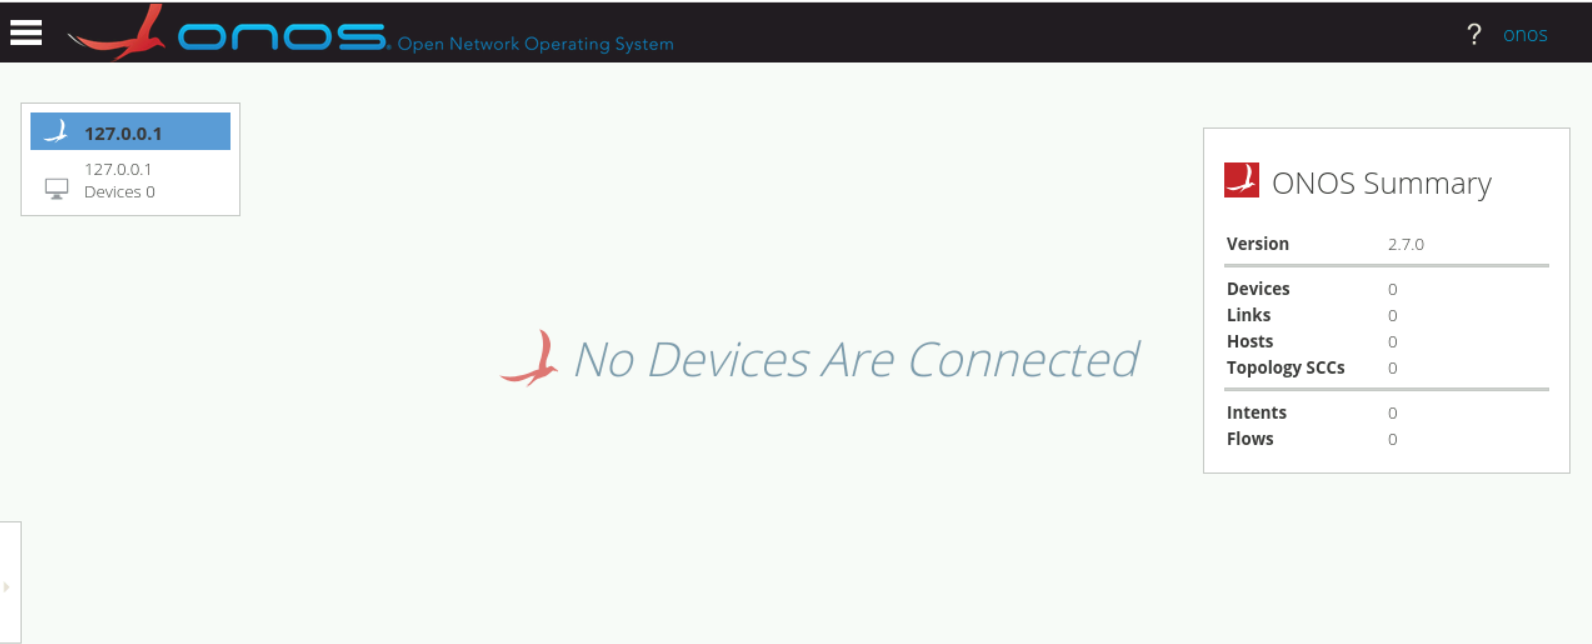 onos Open Network Operating System
? onos
127.0.0.1
127.0.0.1
Devices 0
No Devices Are Connected
ONOS Summary
Version 2.7.0
Devices 0
Links 0
Hosts 0
Topology SCCs 0
Intents 0
Flows 0